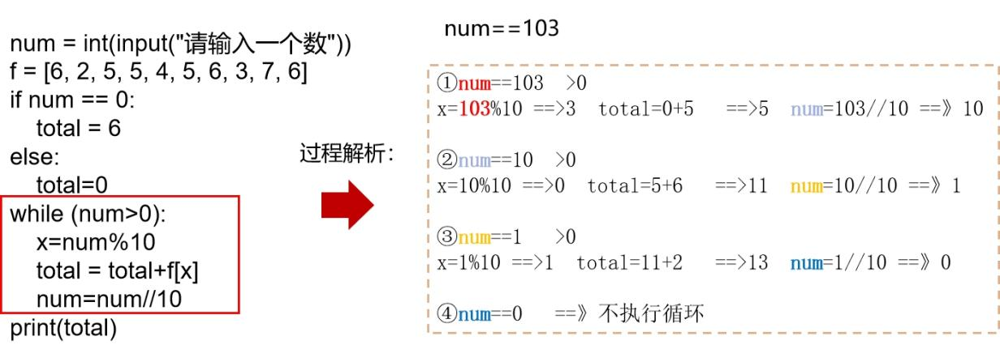 num = int(input("请输入一个数"))
f = [6, 2, 5, 5, 4, 5, 6, 3, 7, 6]
if num == 0:
    total = 6
else:
    total=0
while (num>0):
    x=num%10
    total = total+f[x]
    num=num//10
print(total)
过程解析：
num==103
①num==103 >0
x=103%10 ==>3 total=0+5 ==>5 num=103//10 ==》10
②num==10 >0
x=10%10 ==>0 total=5+6 ==>11 num=10//10 ==》1
③num==1 >0
x=1%10 ==>1 total=11+2 ==>13 num=1//10 ==》0
④num==0 ==》不执行循环